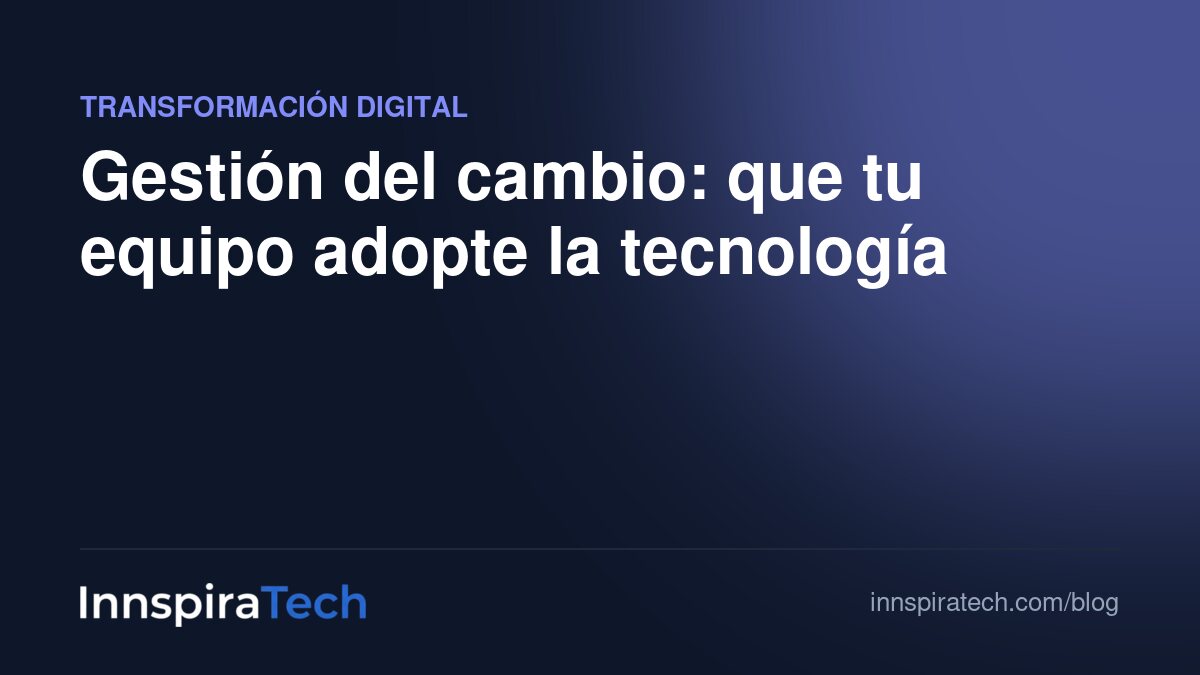 TRANSFORMACIÓN DIGITAL
Gestión del cambio: que tu
equipo adopte la tecnología
InnspiraTech
innspiratech.com/blog